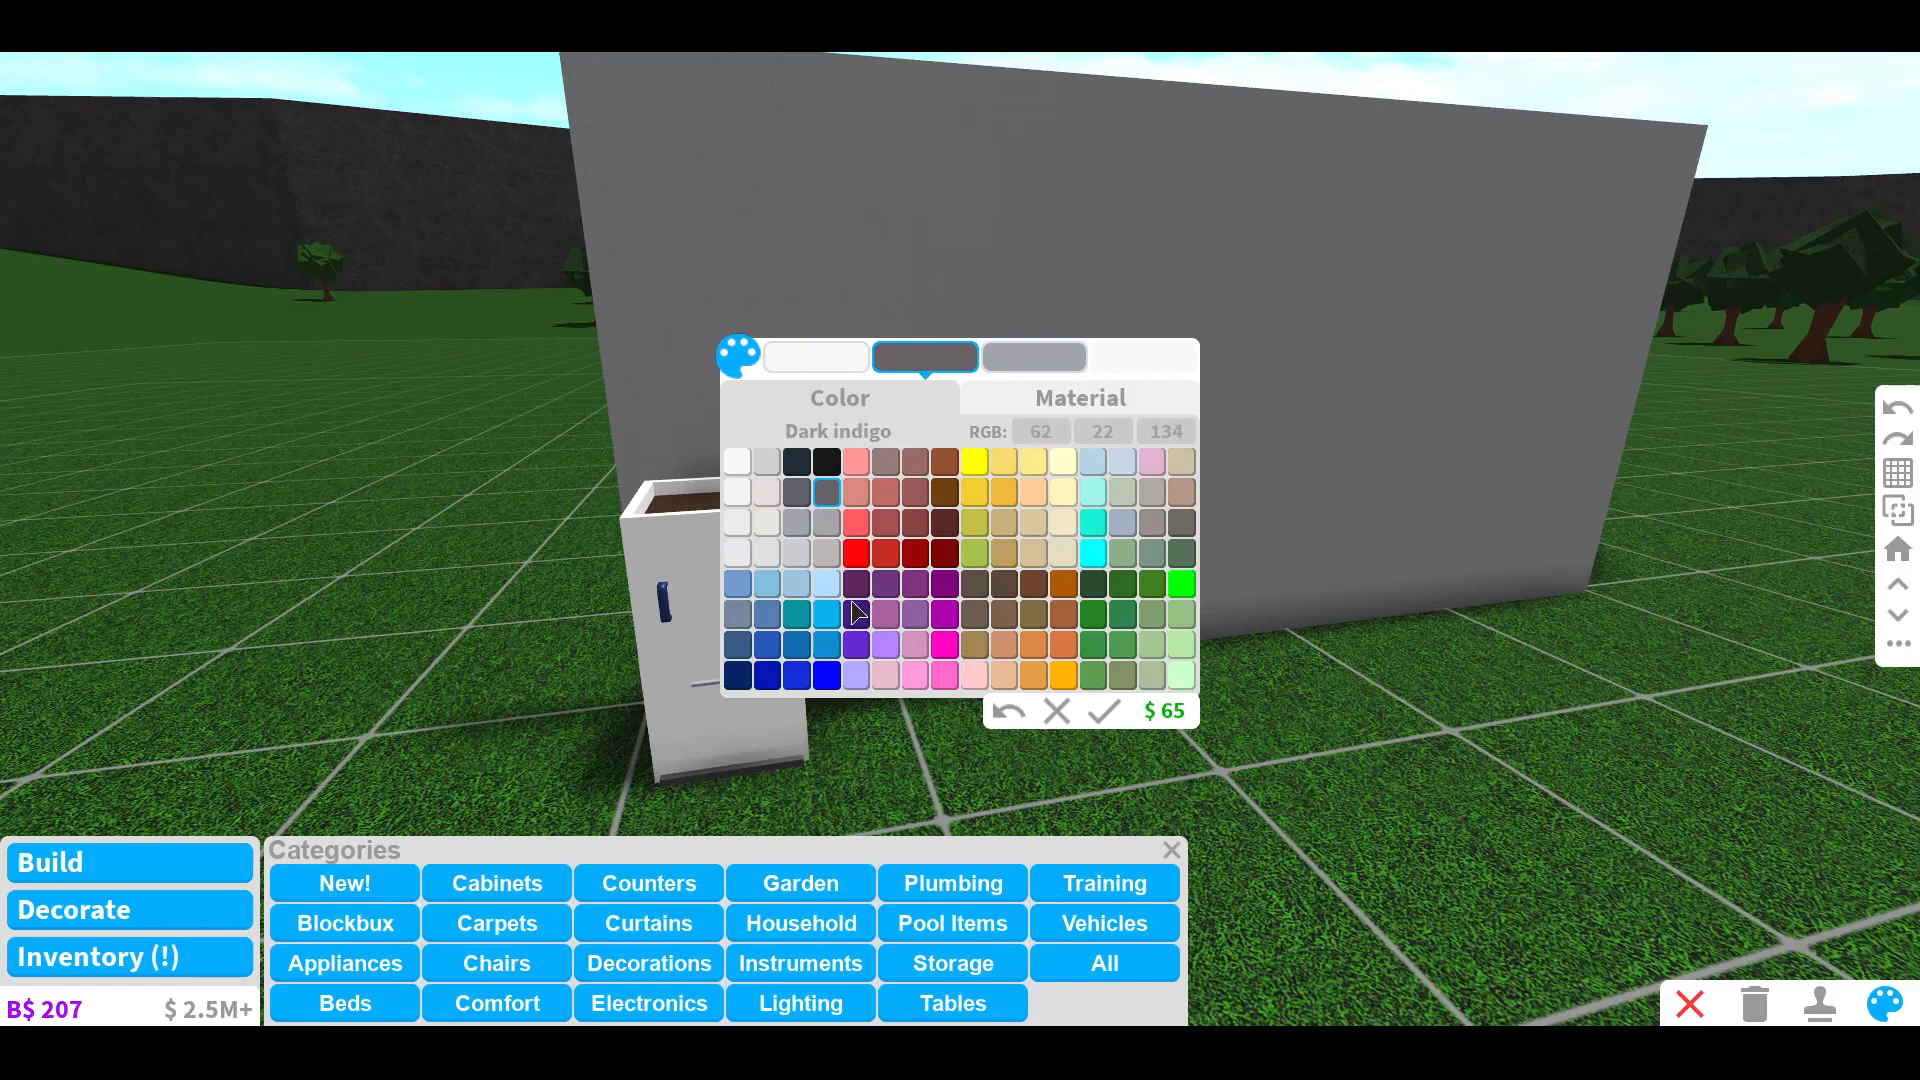 Color
Material
Dark indigo
RGB: 62 22 134
$ 65
Build
Decorate
Inventory (!)
B$ 207
$ 2.5M+
Categories
New! Cabinets Counters Garden Plumbing Training
Blockbux Carpets Curtains Household Pool Items Vehicles
Appliances Chairs Decorations Instruments Storage All
Beds Comfort Electronics Lighting Tables